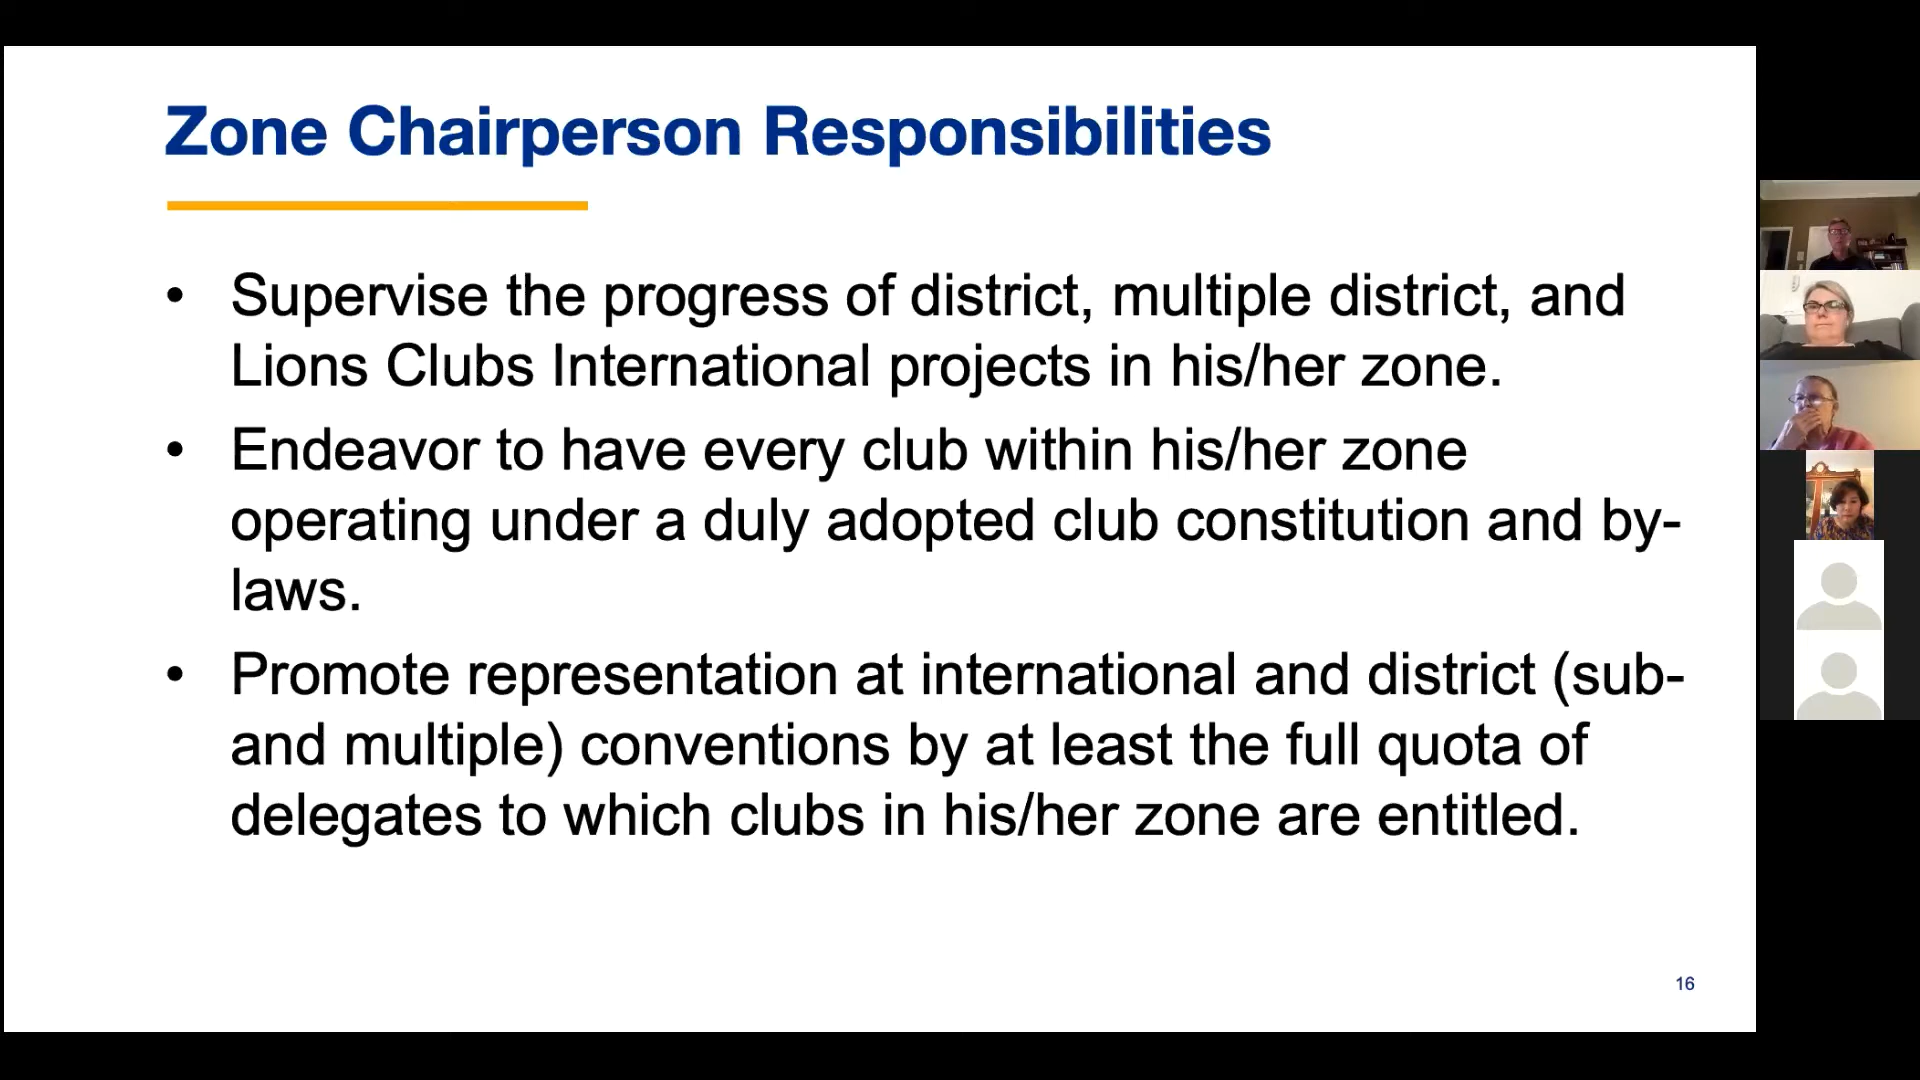 Zone Chairperson Responsibilities
• Supervise the progress of district, multiple district, and
Lions Clubs International projects in his/her zone.
• Endeavor to have every club within his/her zone
operating under a duly adopted club constitution and by-
laws.
• Promote representation at international and district (sub-
and multiple) conventions by at least the full quota of
delegates to which clubs in his/her zone are entitled.
16